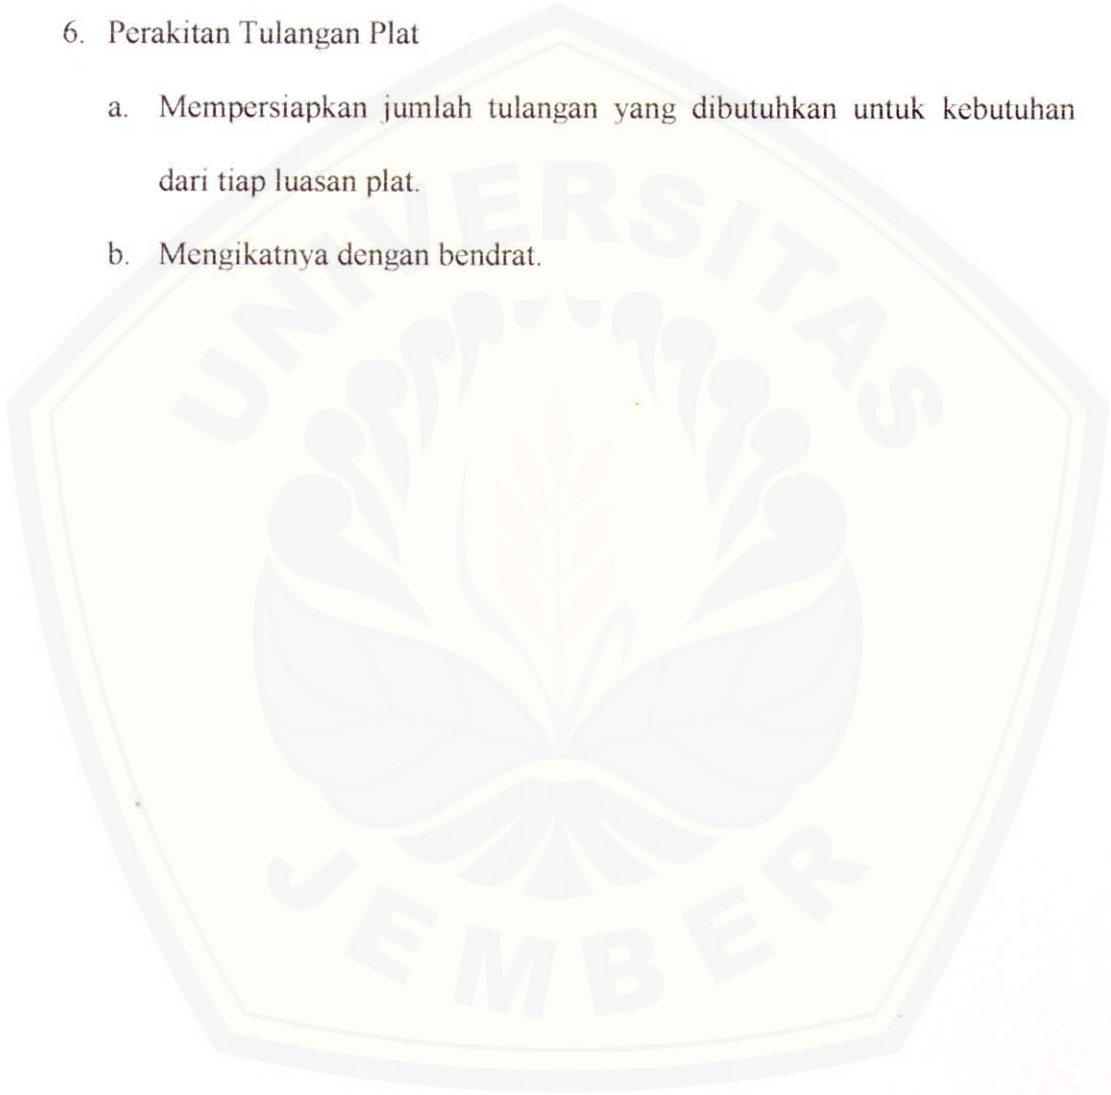 6. Perakitan Tulangan Plat
a. Mempersiapkan jumlah tulangan yang dibutuhkan untuk kebutuhan
dari tiap luasan plat.
b. Mengikatnya dengan bendrat.
UNIVERSITAS
JEMBER